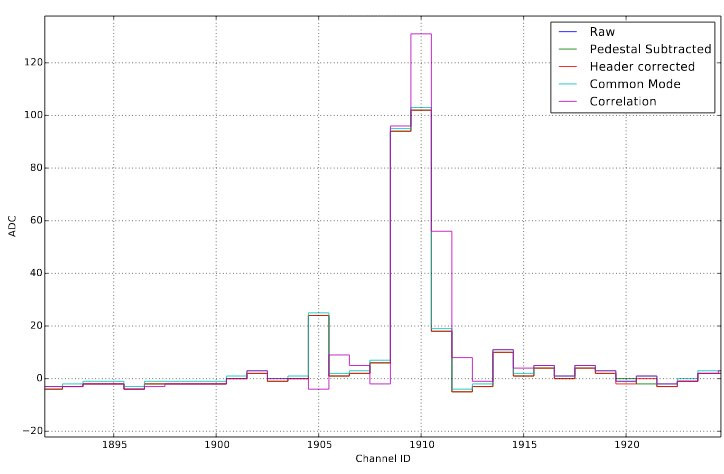 Raw
Pedestal Subtracted
Header corrected
Common Mode
Correlation
120
100
80
60
40
20
0
−20
ADC
1895 1900 1905 1910 1915 1920
Channel ID